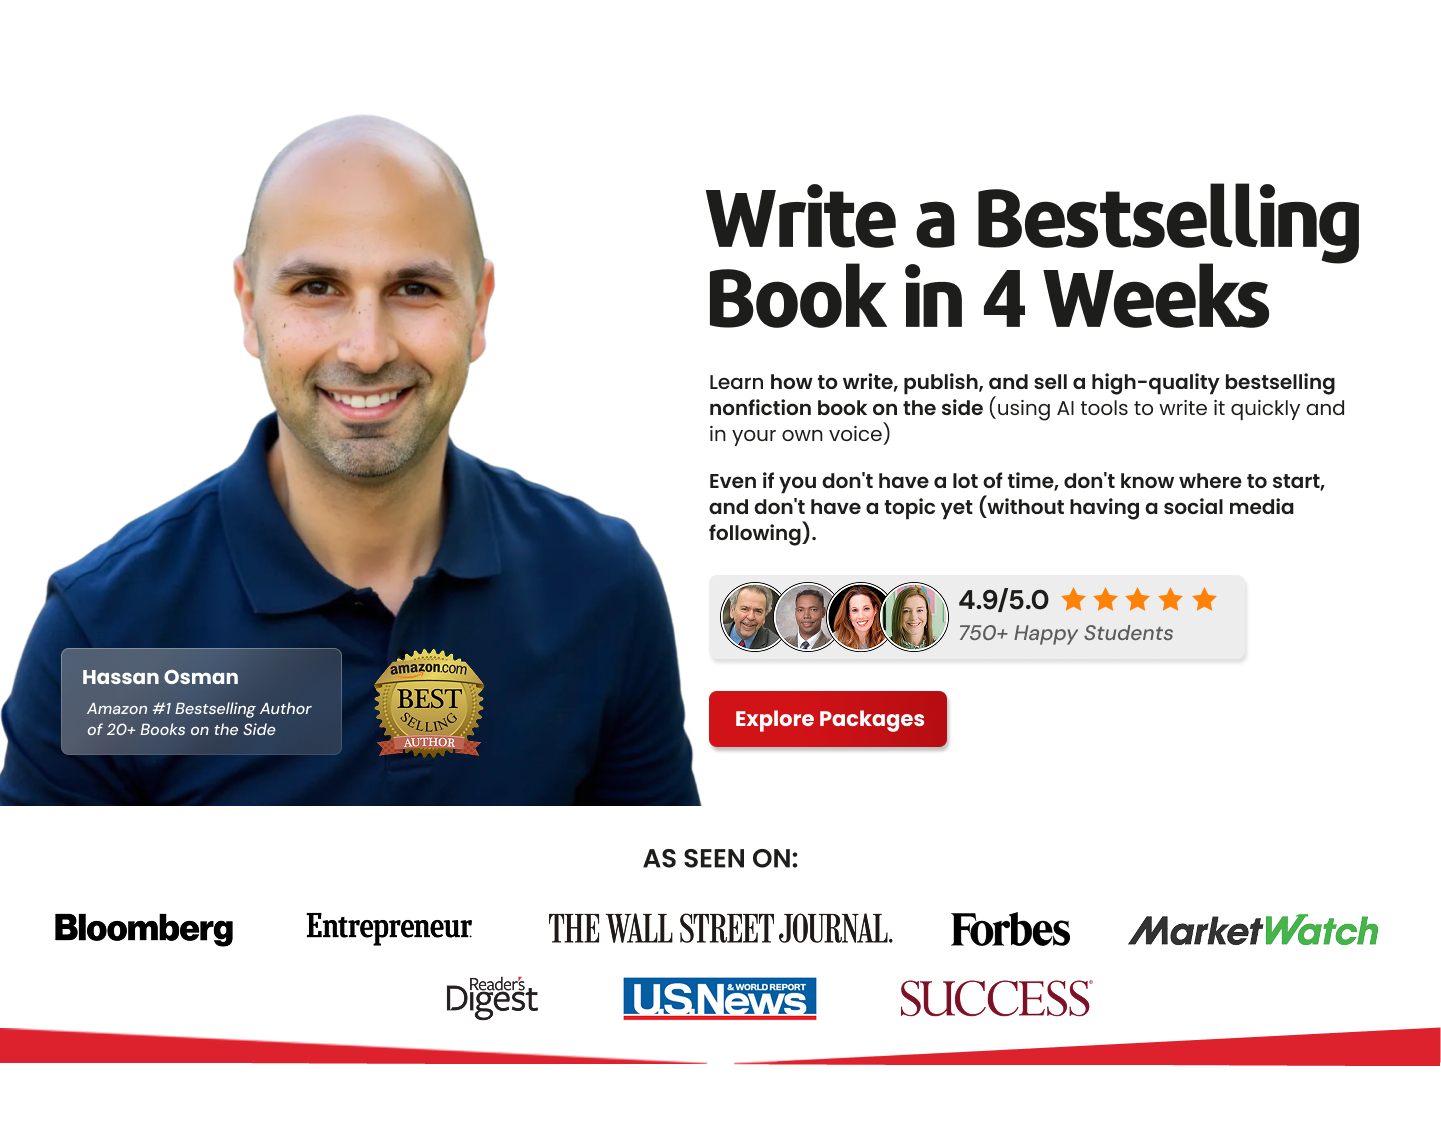 Write a Bestselling
Book in 4 Weeks
Learn how to write, publish, and sell a high-quality bestselling
nonfiction book on the side (using AI tools to write it quickly and
in your own voice)
Even if you don't have a lot of time, don't know where to start,
and don't have a topic yet (without having a social media
following).
4.9/5.0
750+ Happy Students
Explore Packages
Hassan Osman
Amazon #1 Bestselling Author
of 20+ Books on the Side
amazon.com
BEST
SELLING
AUTHOR
AS SEEN ON:
Bloomberg
Entrepreneur
THE WALL STREET JOURNAL.
Forbes
MarketWatch
Reader's
Digest
U.S.News
& WORLD REPORT
SUCCESS®